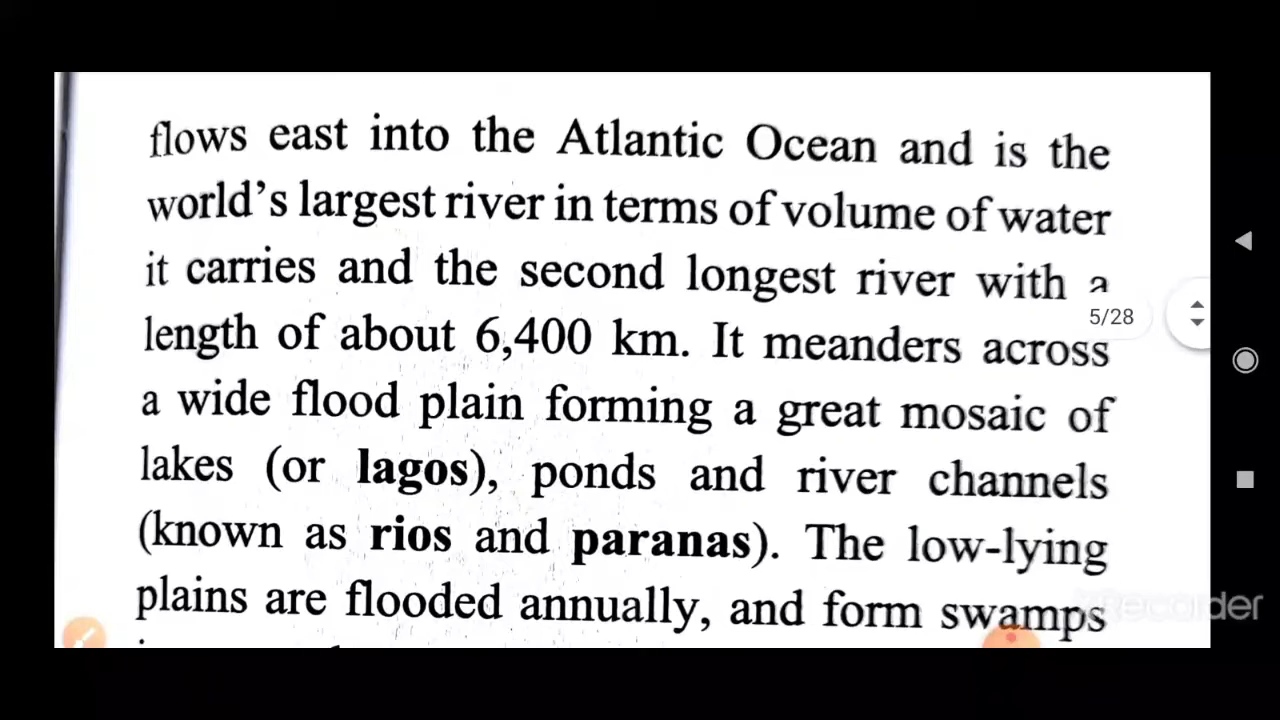 flows east into the Atlantic Ocean and is the
world's largest river in terms of volume of water
it carries and the second longest river with a
length of about 6,400 km. It meanders across
a wide flood plain forming a great mosaic of
lakes (or lagos), ponds and river channels
(known as rios and paranas). The low-lying
plains are flooded annually, and form swamps
5/28
Recorder